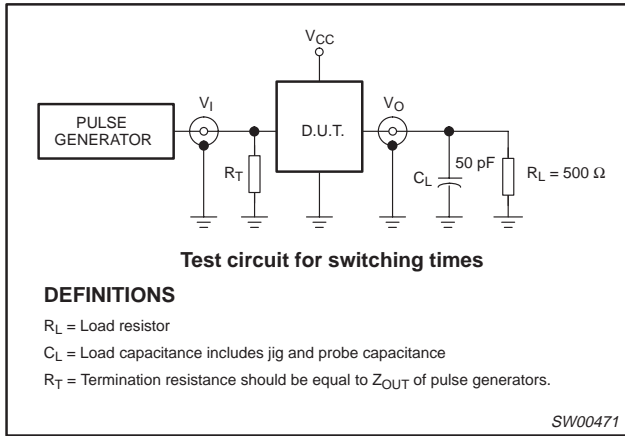 VCC
VI
VO
PULSE
GENERATOR
D.U.T.
RT
50 pF
CL
RL = 500 Ω
Test circuit for switching times
DEFINITIONS
RL = Load resistor
CL = Load capacitance includes jig and probe capacitance
RT = Termination resistance should be equal to ZOUT of pulse generators.
SW00471